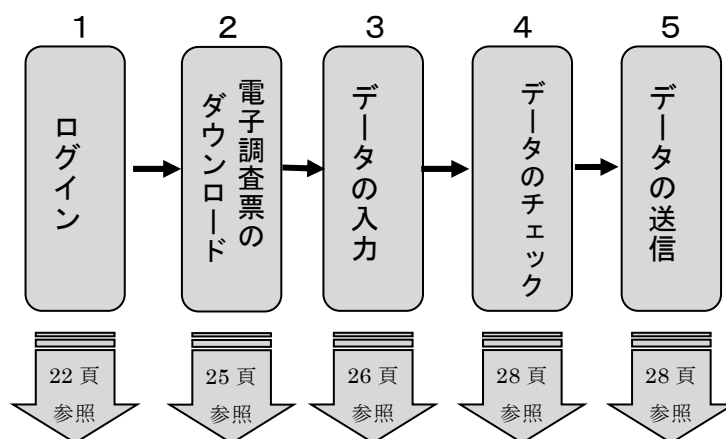 1
2
3
4
5
ログイン
電子調査票の
ダウンロード
データの入力
データのチェック
データの送信
22 頁
参照
25 頁
参照
26 頁
参照
28 頁
参照
28 頁
参照